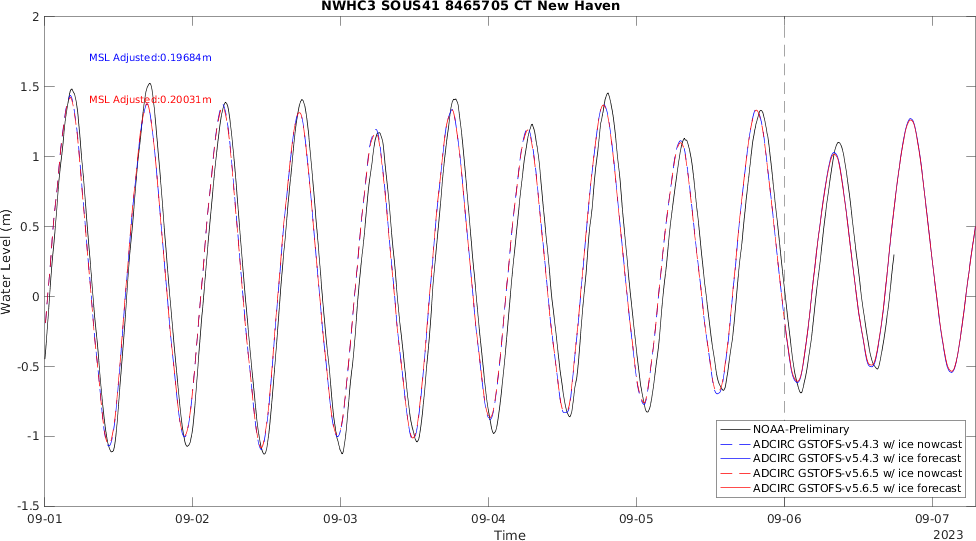 NWHC3 SOUS41 8465705 CT New Haven
2
1.5
1
0.5
0
-0.5
-1
-1.5
Water Level (m)
MSL Adjusted:0.19684m
MSL Adjusted:0.20031m
NOAA-Preliminary
ADCIRC GSTOFS-v5.4.3 w/ ice nowcast
ADCIRC GSTOFS-v5.4.3 w/ ice forecast
ADCIRC GSTOFS-v5.6.5 w/ ice nowcast
ADCIRC GSTOFS-v5.6.5 w/ ice forecast
09-01 09-02 09-03 09-04 09-05 09-06 09-07
Time
2023